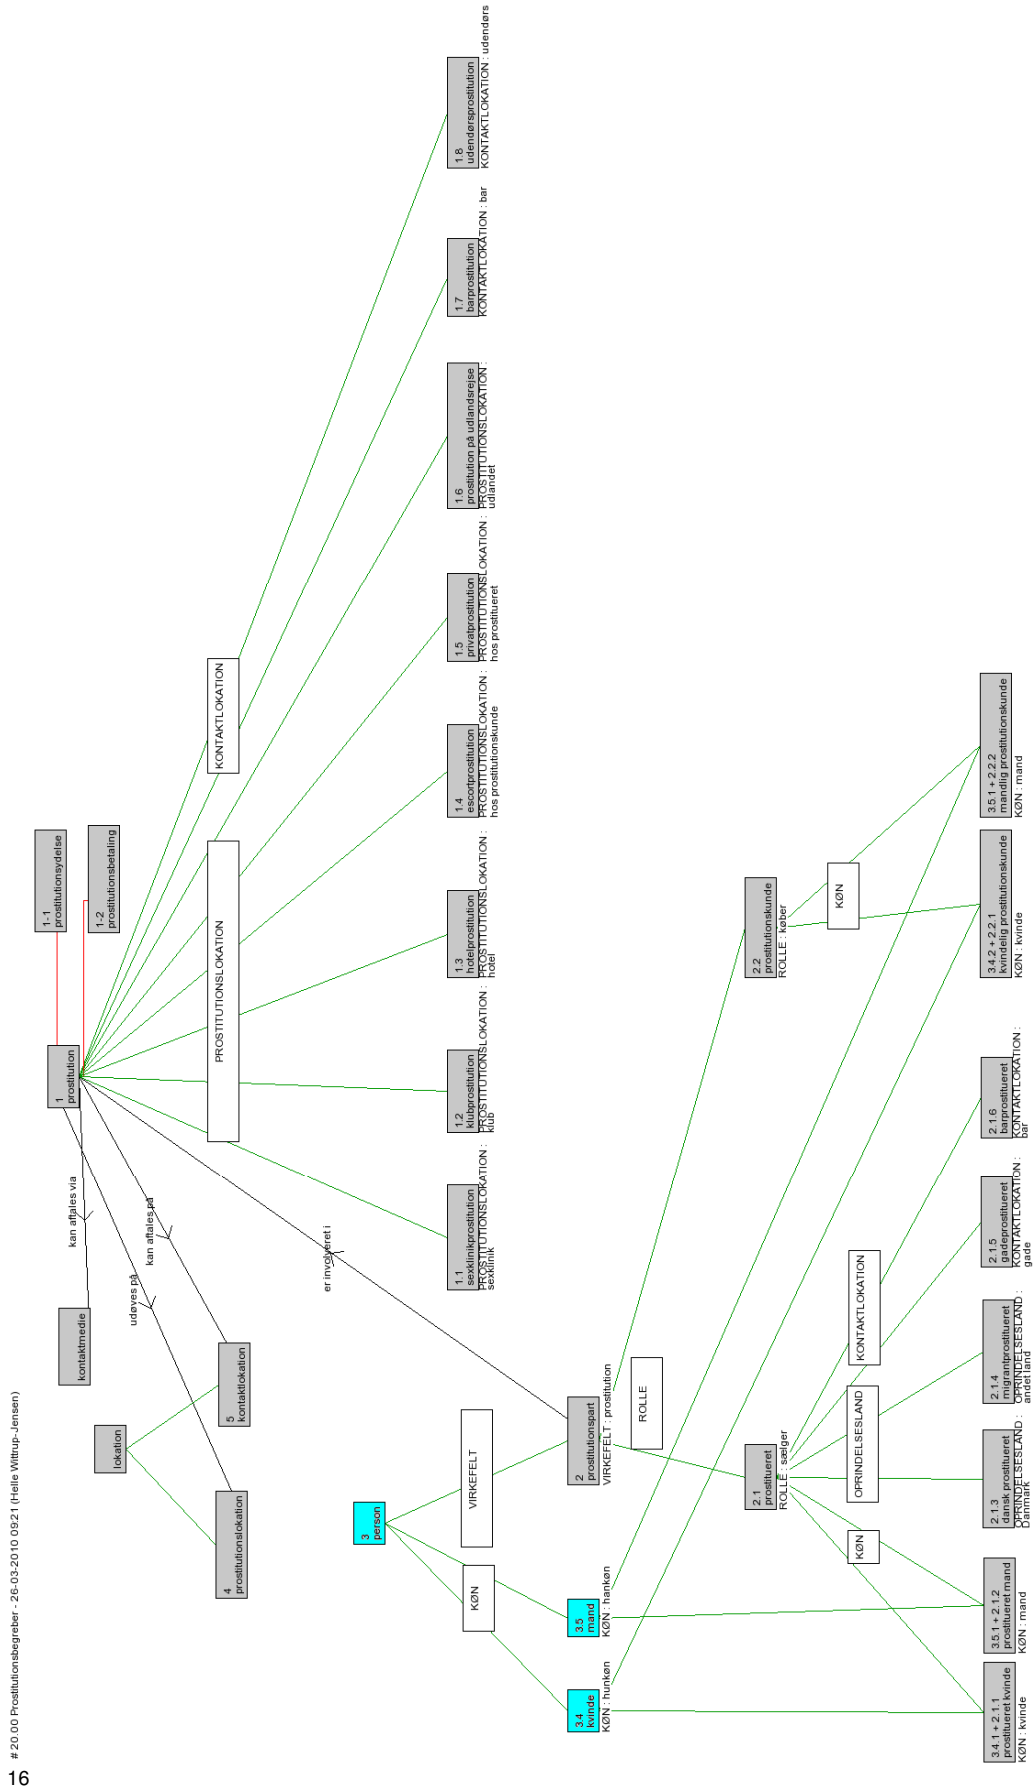 # 20.00 Prostitutionsbegreber - 26-03-2010 09:21 (Helle Wittrup-Jensen)
1-1
prostitutionsydelse
1-2
prostitutionsbetaling
1
prostitution
kontaktmedie
kan aftales via
udøves på
kan aftales på
lokation
4
prostitutionslokation
5
kontaktlokation
PROSTITUTIONSLOKATION
KONTAKTLOKATION
er involveret i
3
person
1.1
sexklinikprostitution
PROSTITUTIONSLOKATION :
sexklinik
1.2
klubprostitution
PROSTITUTIONSLOKATION :
klub
1.3
hotelprostitution
PROSTITUTIONSLOKATION :
hotel
1.4
escortprostitution
PROSTITUTIONSLOKATION :
hos prostitutionskunde
1.5
privatprostitution
PROSTITUTIONSLOKATION :
hos prostitueret
1.6
prostitution på udlandsrejse
PROSTITUTIONSLOKATION :
udlandet
1.7
barprostitution
KONTAKTLOKATION : bar
1.8
udendørsprostitution
KONTAKTLOKATION : udendørs
KØN
VIRKEFELT
3.4
kvinde
KØN : hunkøn
3.5
mand
KØN : hankøn
2
prostitutionspart
VIRKEFELT : prostitution
ROLLE
2.1
prostitueret
ROLLE : sælger
2.2
prostitutionskunde
ROLLE : køber
KØN
OPRINDELSESLAND
KONTAKTLOKATION
KØN
3.4.1 + 2.1.1
prostitueret kvinde
KØN : kvinde
3.5.1 + 2.1.2
prostitueret mand
KØN : mand
2.1.3
dansk prostitueret
OPRINDELSESLAND :
Danmark
2.1.4
migrantprostitueret
OPRINDELSESLAND :
andet land
2.1.5
gadeprostitueret
KONTAKTLOKATION :
gade
2.1.6
barprostitueret
KONTAKTLOKATION :
bar
3.4.2 + 2.2.1
kvindelig prostitutionskunde
KØN : kvinde
3.5.1 + 2.2.2
mandlig prostitutionskunde
KØN : mand
16